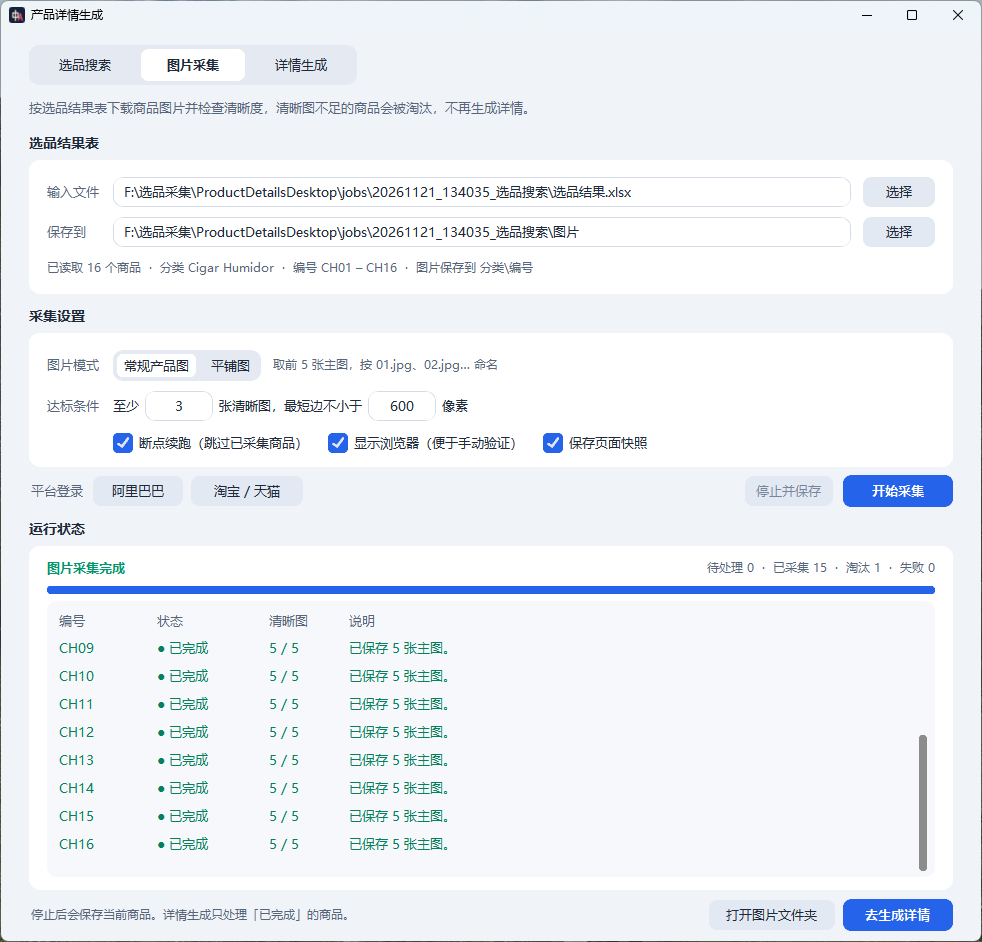 产品详情生成
选品搜索 图片采集 详情生成
按选品结果表下载商品图片并检查清晰度，清晰图不足的商品会被淘汰，不再生成详情。
选品结果表
输入文件 F:\选品采集\ProductDetailsDesktop\jobs\20261121_134035_选品搜索\选品结果.xlsx 选择
保存到 F:\选品采集\ProductDetailsDesktop\jobs\20261121_134035_选品搜索\图片 选择
已读取 16 个商品 · 分类 Cigar Humidor · 编号 CH01 – CH16 · 图片保存到 分类\编号
采集设置
图片模式 常规产品图 平铺图 取前 5 张主图，按 01.jpg、02.jpg... 命名
达标条件 至少 3 张清晰图，最短边不小于 600 像素
断点续跑（跳过已采集商品） 显示浏览器（便于手动验证） 保存页面快照
平台登录 阿里巴巴 淘宝 / 天猫 停止并保存 开始采集
运行状态
图片采集完成 待处理 0 · 已采集 15 · 淘汰 1 · 失败 0
编号 状态 清晰图 说明
CH09 ● 已完成 5 / 5 已保存 5 张主图。
CH10 ● 已完成 5 / 5 已保存 5 张主图。
CH11 ● 已完成 5 / 5 已保存 5 张主图。
CH12 ● 已完成 5 / 5 已保存 5 张主图。
CH13 ● 已完成 5 / 5 已保存 5 张主图。
CH14 ● 已完成 5 / 5 已保存 5 张主图。
CH15 ● 已完成 5 / 5 已保存 5 张主图。
CH16 ● 已完成 5 / 5 已保存 5 张主图。
停止后会保存当前商品。详情生成只处理「已完成」的商品。 打开图片文件夹 去生成详情